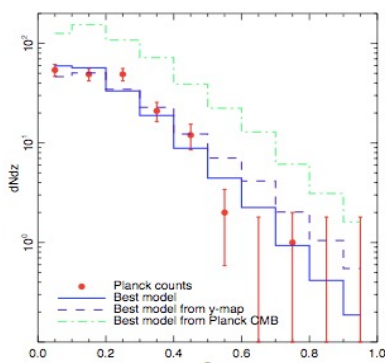 10²
dNdz
10¹
10⁰
Planck counts
Best model
Best model from y-map
Best model from Planck CMB
0.0 0.2 0.4 0.6 0.8 1.0